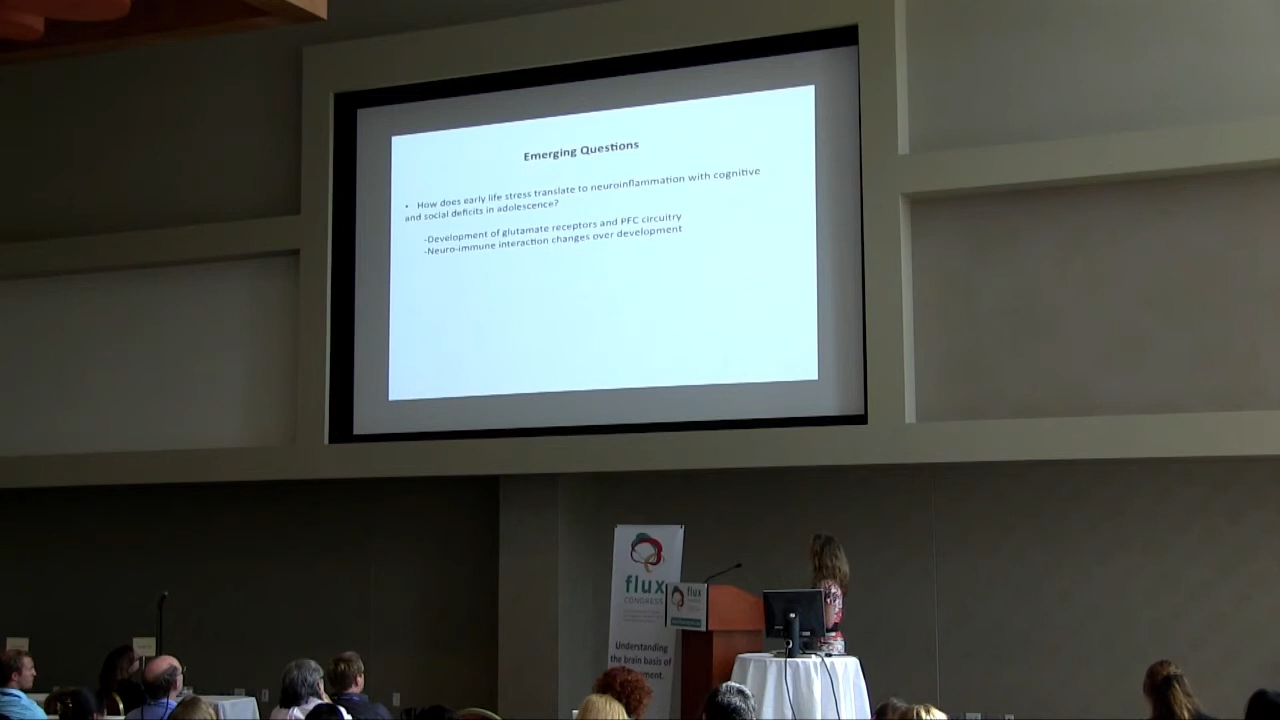 Emerging Questions
• How does early life stress translate to neuroinflammation with cognitive
and social deficits in adolescence?
-Development of glutamate receptors and PFC circuitry
-Neuro-immune interaction changes over development
flux
CONGRESS
Understanding
the brain basis of
flux